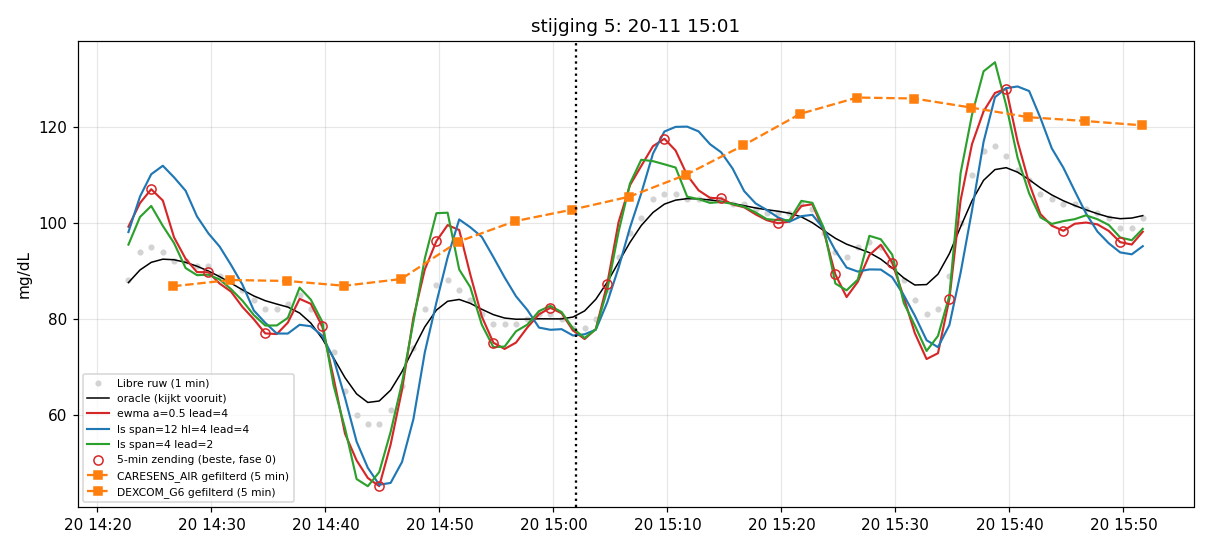 stijging 5: 20-11 15:01
mg/dL
120
100
80
60
Libre ruw (1 min)
oracle (kijkt vooruit)
ewma a=0.5 lead=4
ls span=12 hl=4 lead=4
ls span=4 lead=2
5-min zending (beste, fase 0)
CARESENS_AIR gefilterd (5 min)
DEXCOM_G6 gefilterd (5 min)
20 14:20 20 14:30 20 14:40 20 14:50 20 15:00 20 15:10 20 15:20 20 15:30 20 15:40 20 15:50